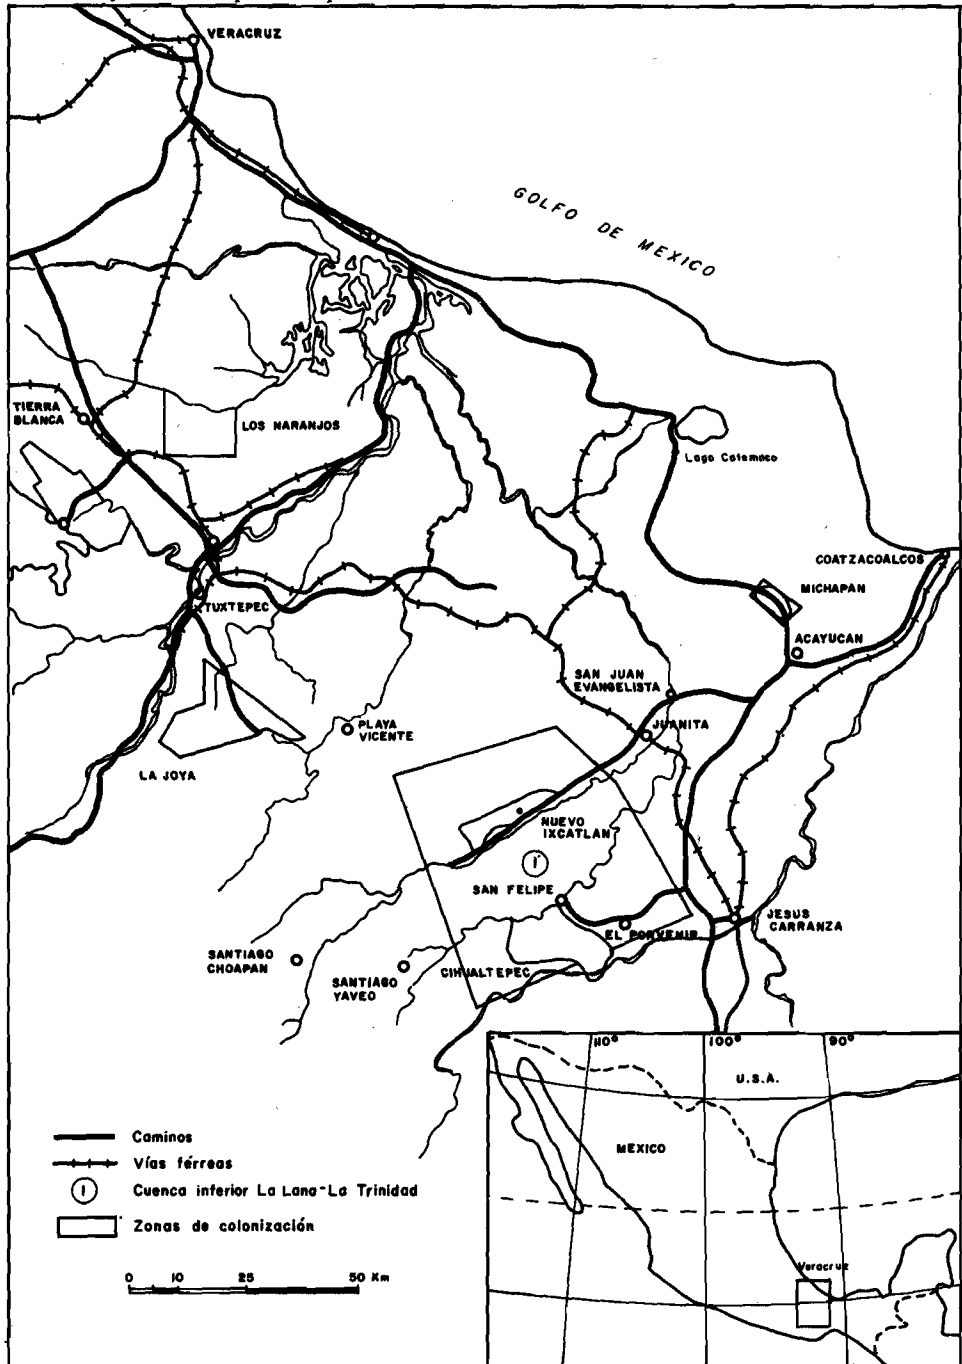 VERACRUZ
GOLFO DE MEXICO
TIERRA
BLANCA
LOS NARANJOS
Lago Catemaco
COATZACOALCOS
MICHAPAN
TUXTEPEC
ACAYUCAN
SAN JUAN
EVANGELISTA
PLAYA
VICENTE
JUANITA
LA JOYA
NUEVO
IXCATLAN
I
SAN FELIPE
JESUS
CARRANZA
EL PORVENIR
SANTIAGO
CHOAPAN
SANTIAGO
YAVEO
CIHUALTEPEC
110°
100°
90°
U.S.A.
MEXICO
Veracruz
Caminos
Vías férreas
I Cuenca inferior La Lana-La Trinidad
Zonas de colonización
0 10 25 50 Km